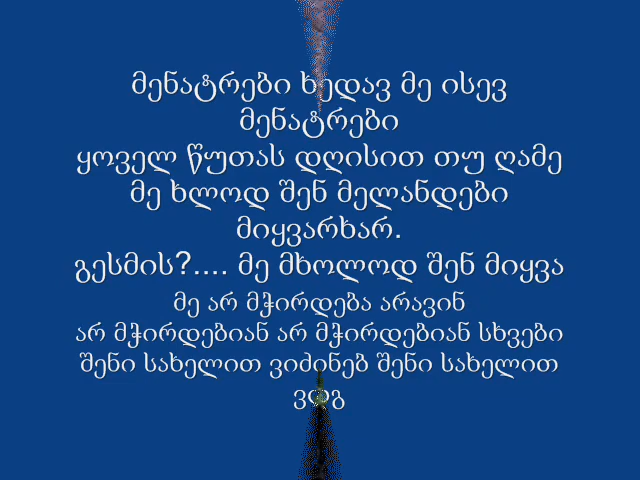 მენატრები ხედავ მე ისევ
მენატრები
ყოველ წუთას დღისით თუ ღამე
მე ხლოდ შენ მელანდები
მიყვარხარ.
გესმის?.... მე მხოლოდ შენ მიყვა
მე არ მჭირდება არავინ
არ მჭირდებიან არ მჭირდებიან სხვები
შენი სახელით ვიძინებ შენი სახელით